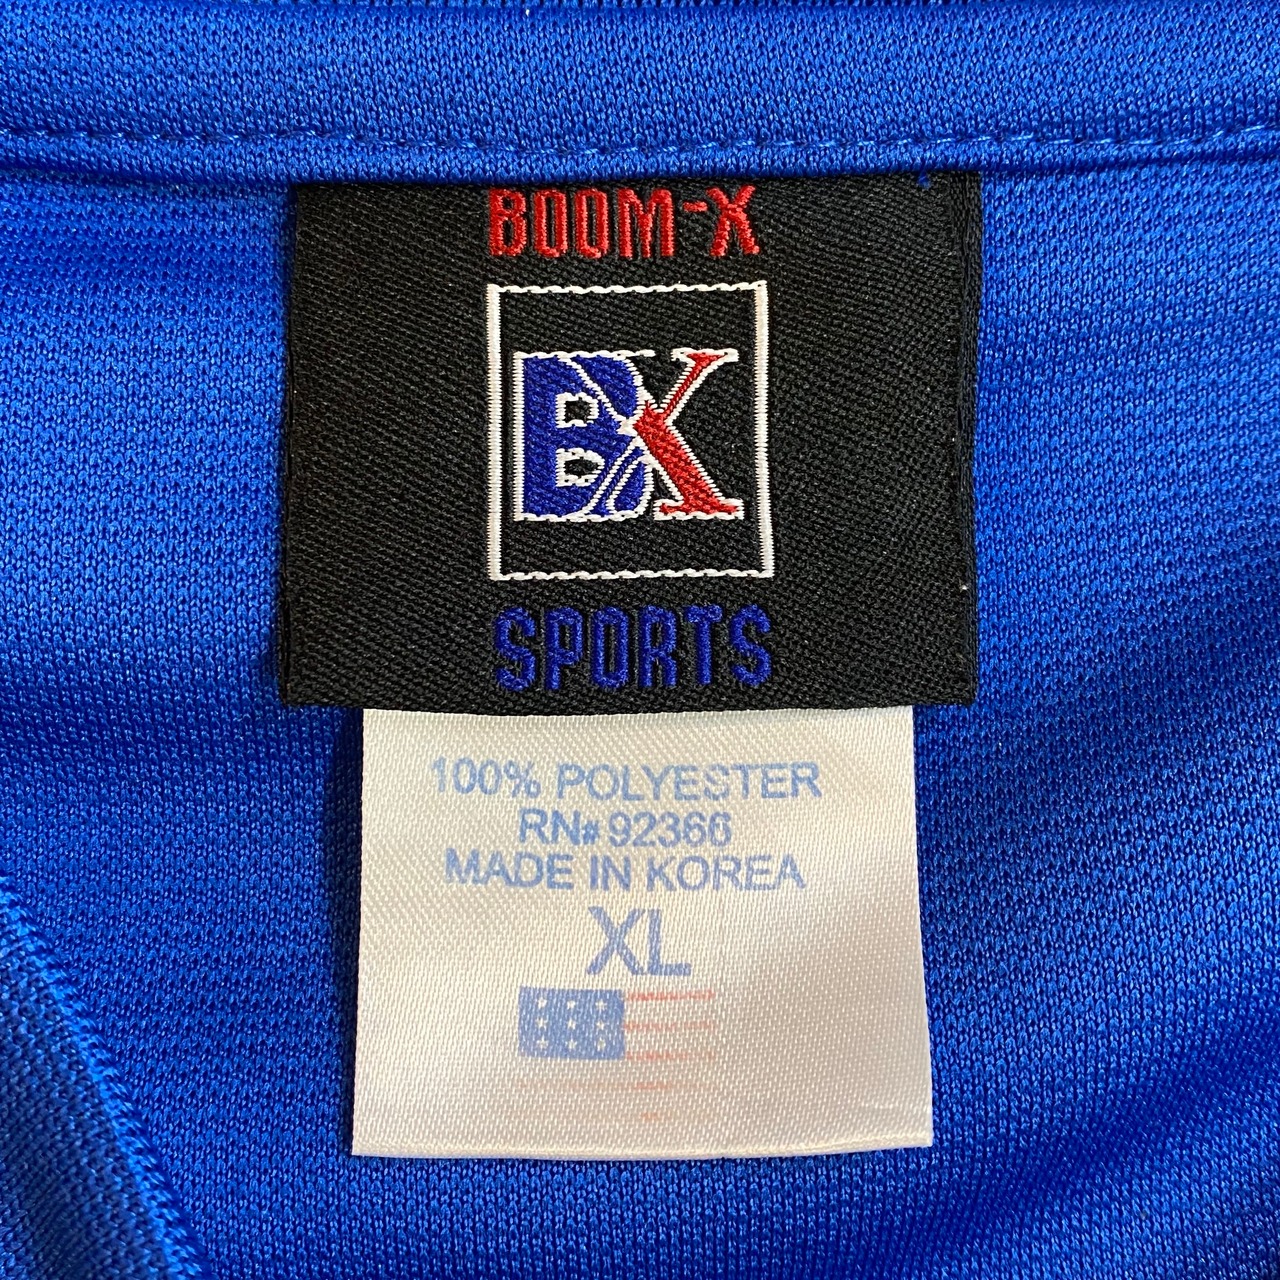 BOOM-X
BX
SPORTS
100% POLYESTER
RN# 92366
MADE IN KOREA
XL